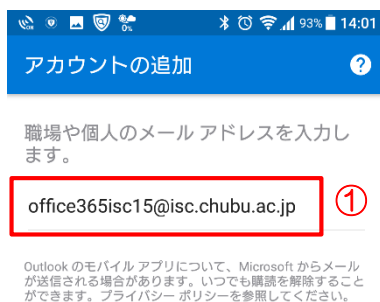 93% 14:01
0%
アカウントの追加 ?
職場や個人のメール アドレスを入力し
ます。
office365isc15@isc.chubu.ac.jp ①
Outlook のモバイル アプリについて、Microsoft からメール
が送信される場合があります。いつでも購読を解除すること
ができます。プライバシー ポリシーを参照してください。